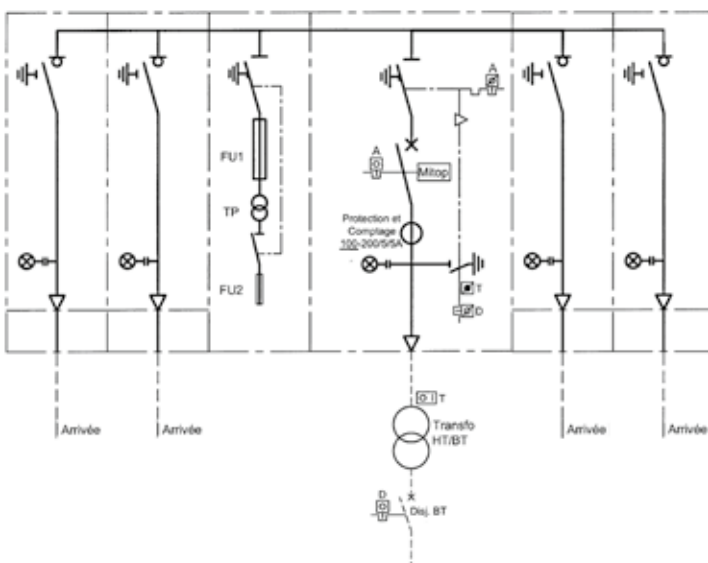 A
FU1
A
Mitop
TP
Protection et
Comptage
100-200/5/5A
FU2
T
D
T
Arrivée
Arrivée
Transfo
HT/BT
Arrivée
Arrivée
D
Disj. BT